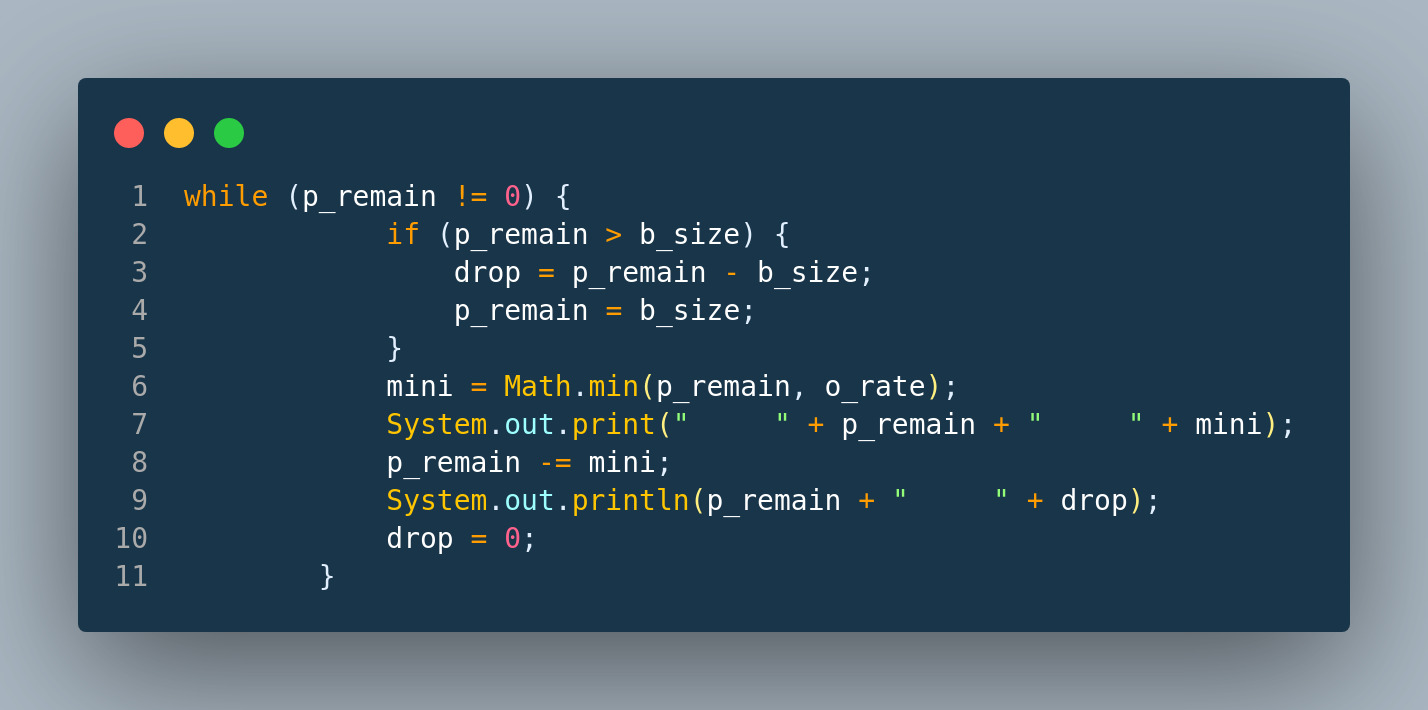 1 while (p_remain != 0) {
2             if (p_remain > b_size) {
3                 drop = p_remain - b_size;
4                 p_remain = b_size;
5             }
6             mini = Math.min(p_remain, o_rate);
7             System.out.print("     " + p_remain + "     " + mini);
8             p_remain -= mini;
9             System.out.println(p_remain + "     " + drop);
10             drop = 0;
11         }